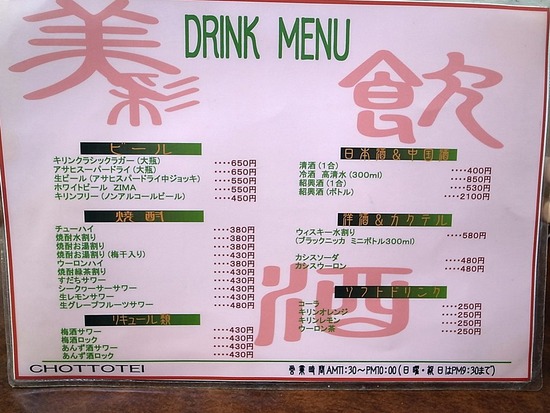 DRINK MENU
美彩
飲
酒
ビール
キリンクラシックラガー (大瓶) ････650円
アサヒスーパードライ (大瓶) ････650円
生ビール (アサヒスーパードライ中ジョッキ) ････550円
ホワイトビール ZIMA ････550円
キリンフリー (ノンアルコールビール) ････450円
焼酎
チューハイ ････380円
焼酎水割り ････380円
焼酎お湯割り ････380円
焼酎お湯割り (梅干入り) ････430円
ウーロンハイ ････380円
焼酎緑茶割り ････430円
すだちサワー ････430円
シークヮーサーサワー ････430円
生レモンサワー ････480円
生グレープフルーツサワー ････480円
リキュール類
梅酒サワー ････430円
梅酒ロック ････430円
あんず酒サワー ････430円
あんず酒ロック ････430円
日本酒&中国酒
清酒 (1合) ････400円
冷酒 高清水 (300ml) ････850円
紹興酒 (1合) ････530円
紹興酒 (ボトル) ････2100円
洋酒&カクテル
ウィスキー水割り ････580円
(ブラックニッカ ミニボトル300ml)
カシスソーダ ････480円
カシスウーロン ････480円
ソフトドリンク
コーラ ････250円
キリンオレンジ ････250円
キリンレモン ････250円
ウーロン茶 ････250円
CHOTTOTEI
営業時間AM11:30~PM10:00 (日曜・祝日はPM9:30まで)